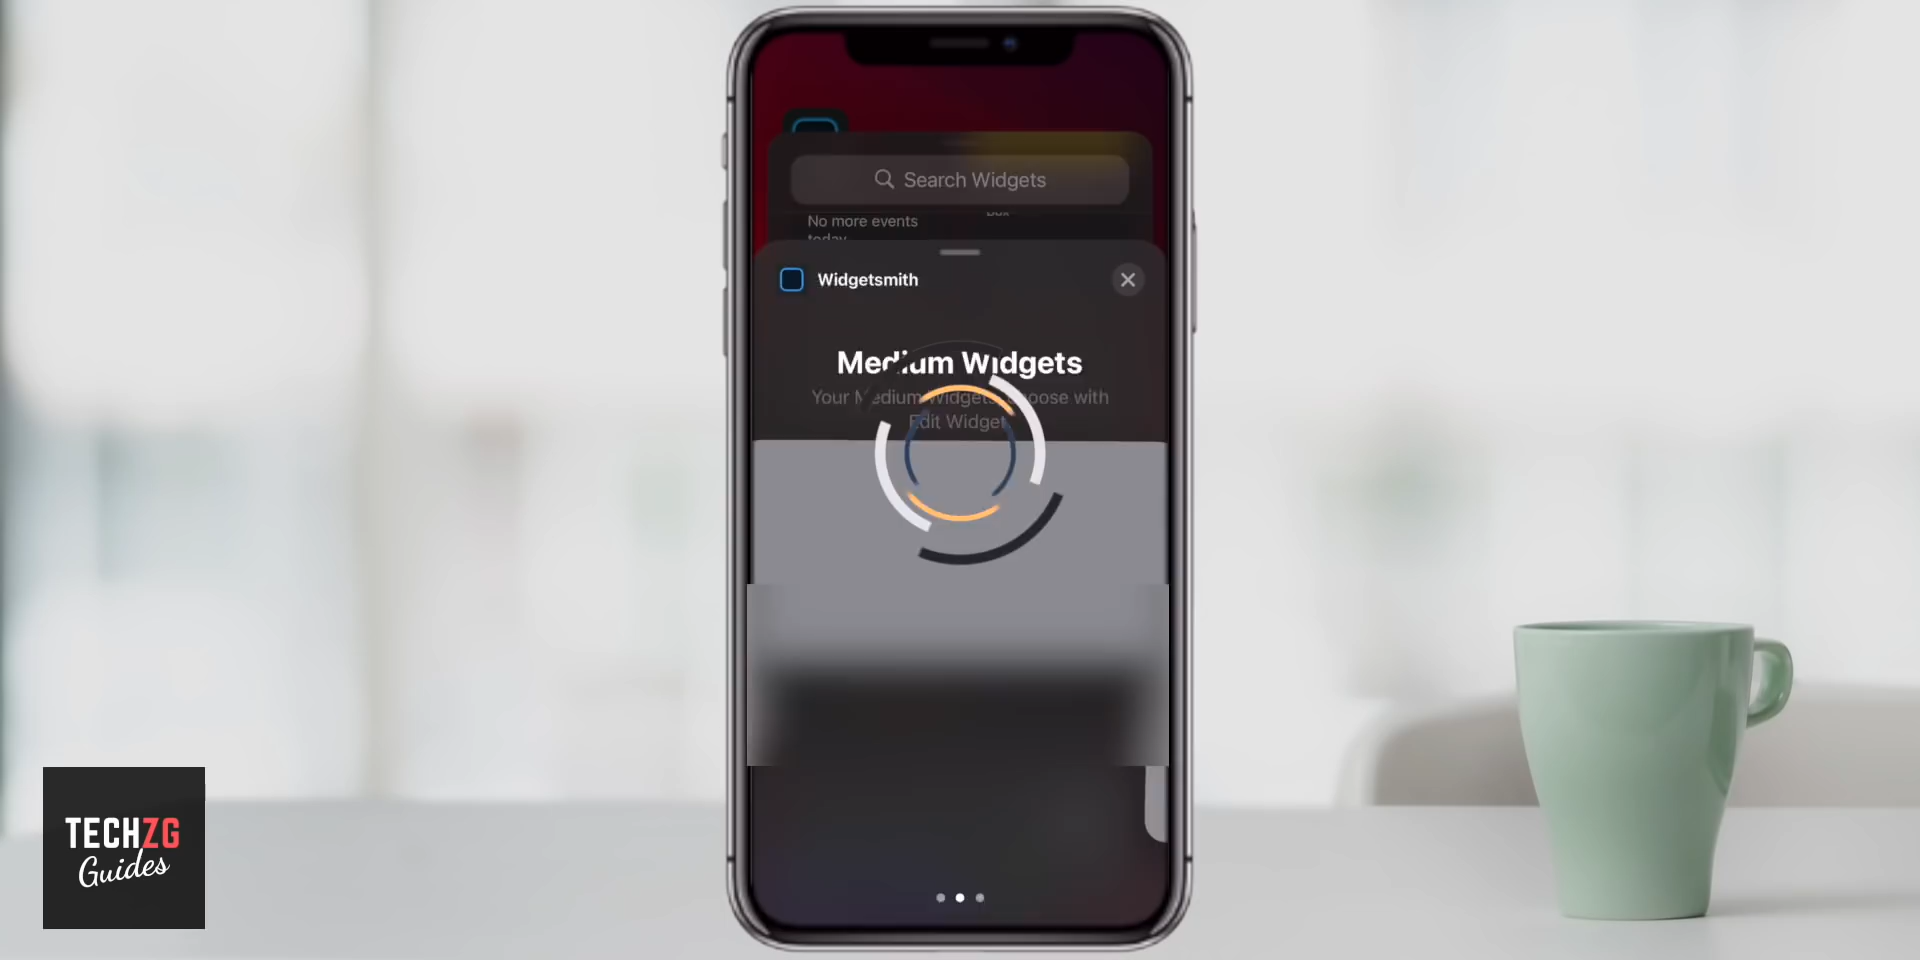 Search Widgets
No more events
today
Widgetsmith
Medium Widgets
Your Medium Widgets, choose with
Edit Widget
TECHZG
Guides